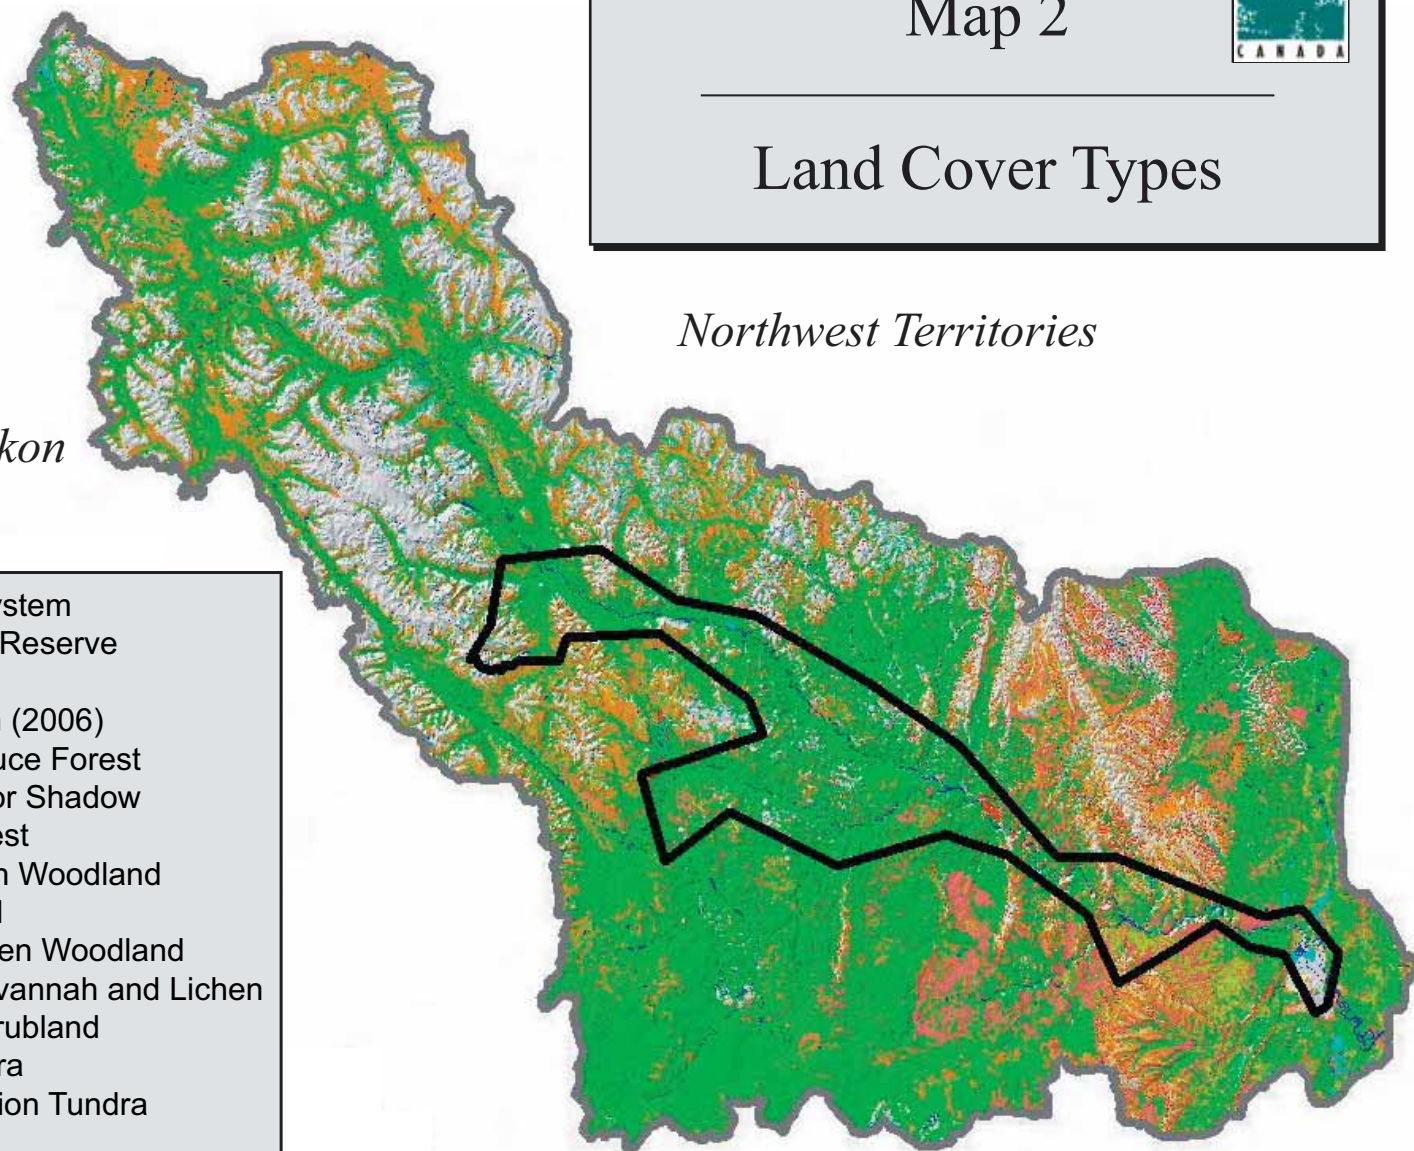 Map 2
CANADA
Land Cover Types
Northwest Territories
kon
ystem
Reserve
(2006)
uce Forest
or Shadow
est
Woodland
en Woodland
vannah and Lichen
rubland
ra
ion Tundra